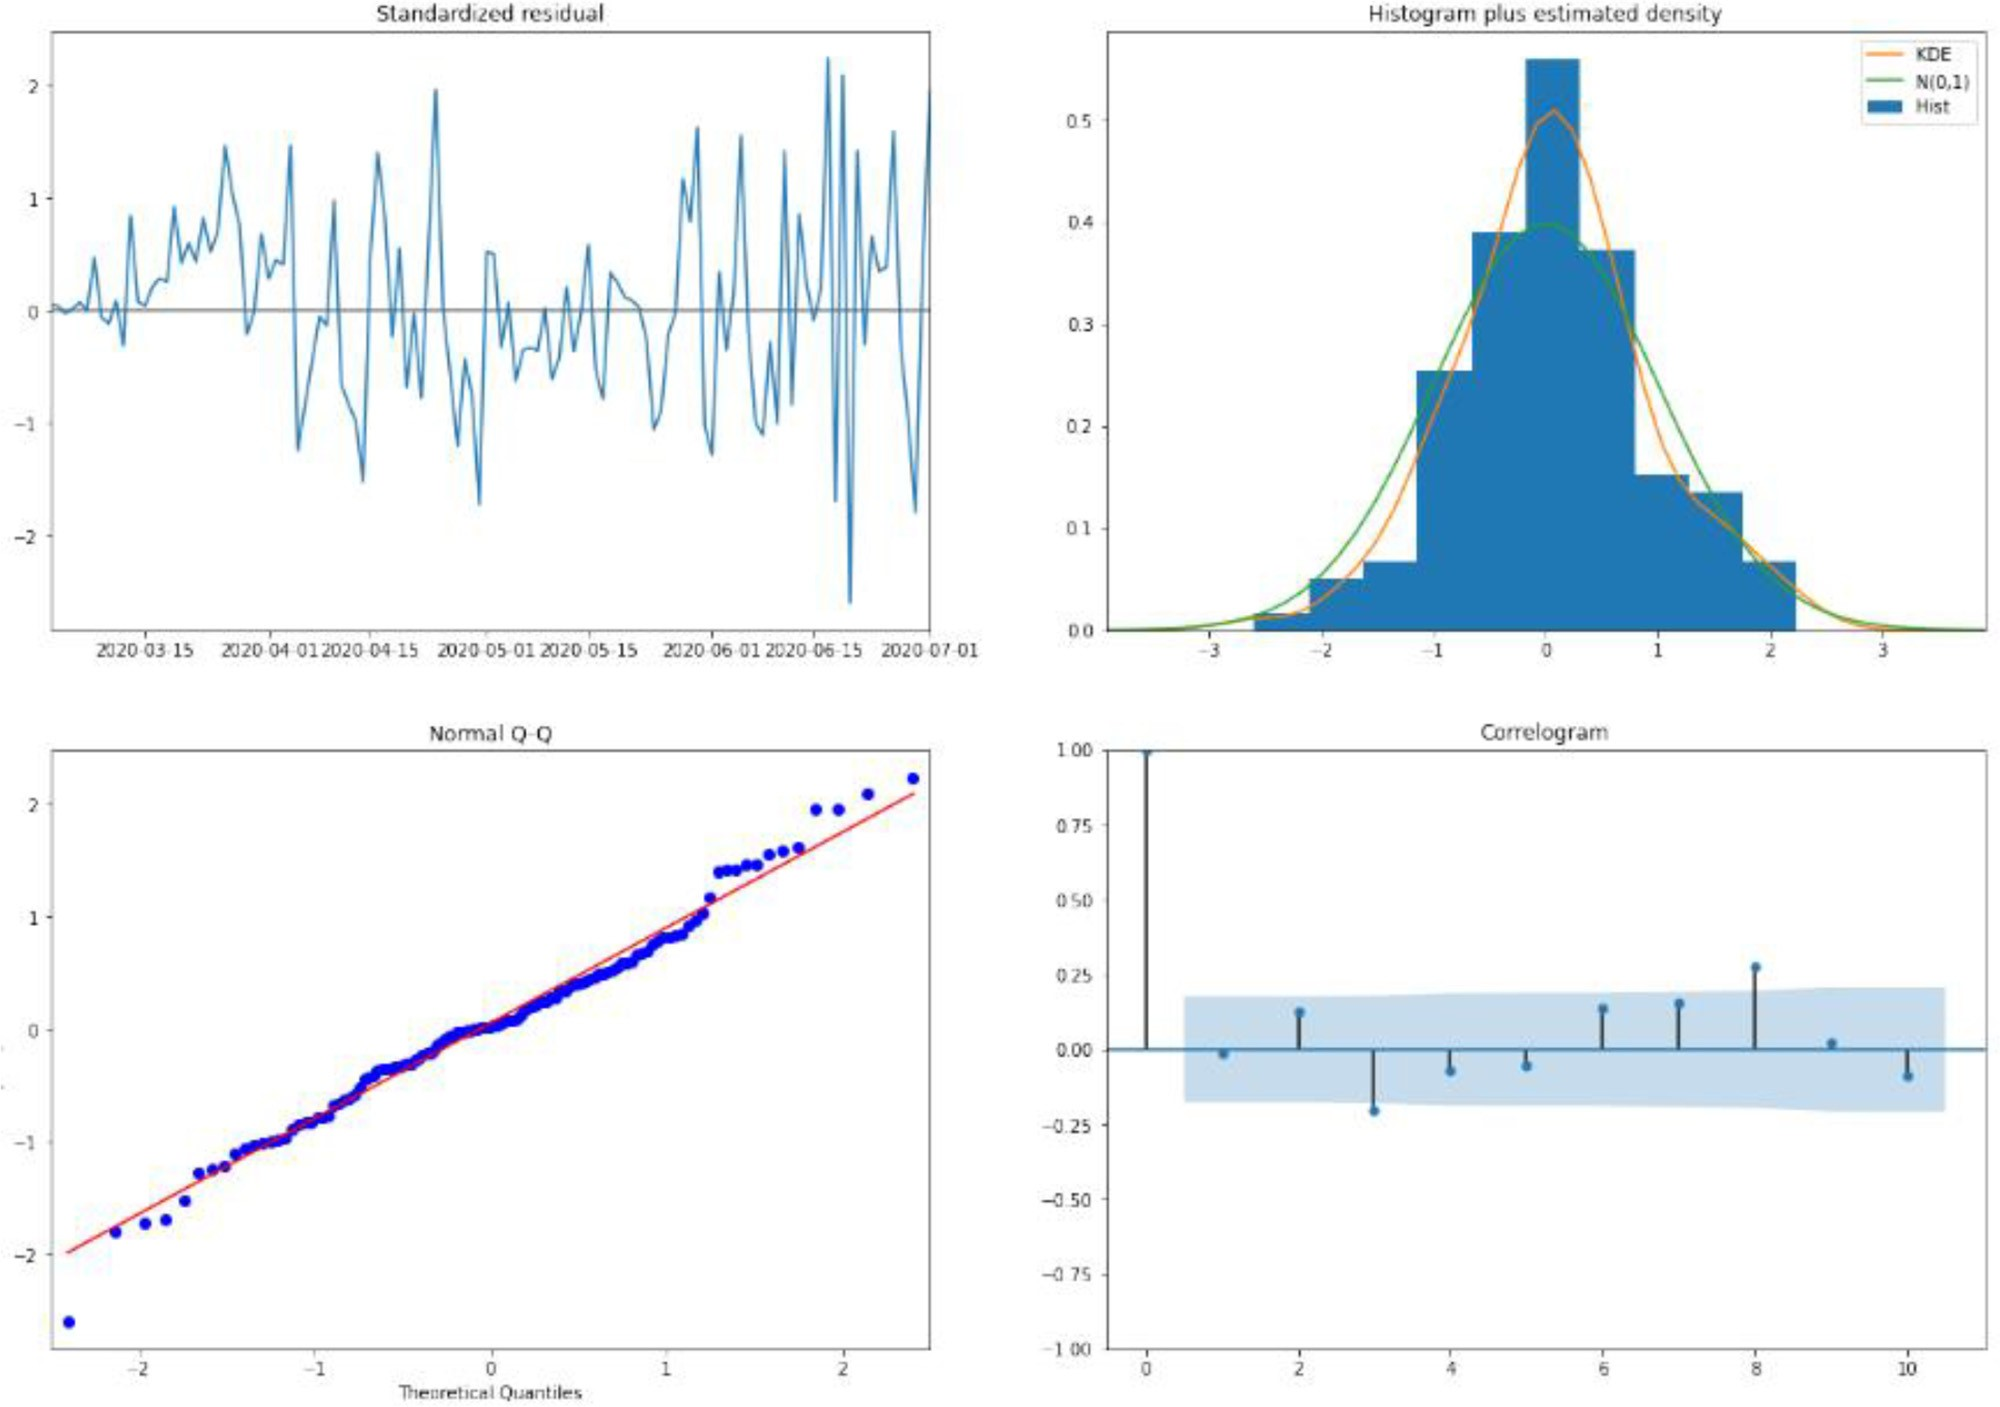 Standardized residual
2
1
0
−1
−2
2020-03-15 2020-04-01 2020-04-15 2020-05-01 2020-05-15 2020-06-01 2020-06-15 2020-07-01
Histogram plus estimated density
KDE
N(0,1)
Hist
0.5
0.4
0.3
0.2
0.1
0.0
−3 −2 −1 0 1 2 3
Normal Q-Q
2
1
0
−1
−2
−2 −1 0 1 2
Theoretical Quantiles
Correlogram
1.00
0.75
0.50
0.25
0.00
−0.25
−0.50
−0.75
−1.00
0 2 4 6 8 10